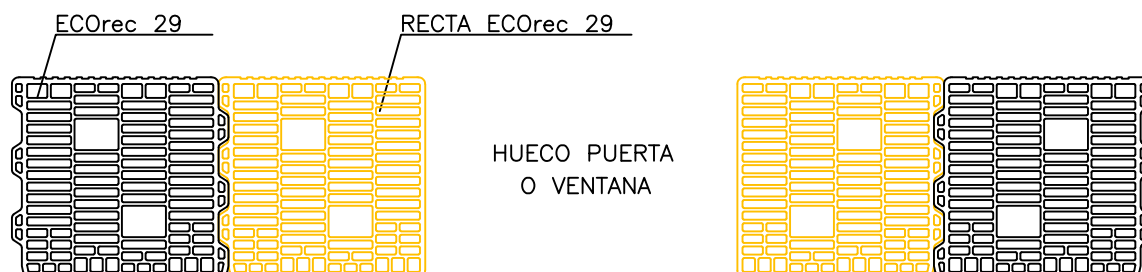 ECOrec 29
RECTA ECOrec 29
HUECO PUERTA
O VENTANA